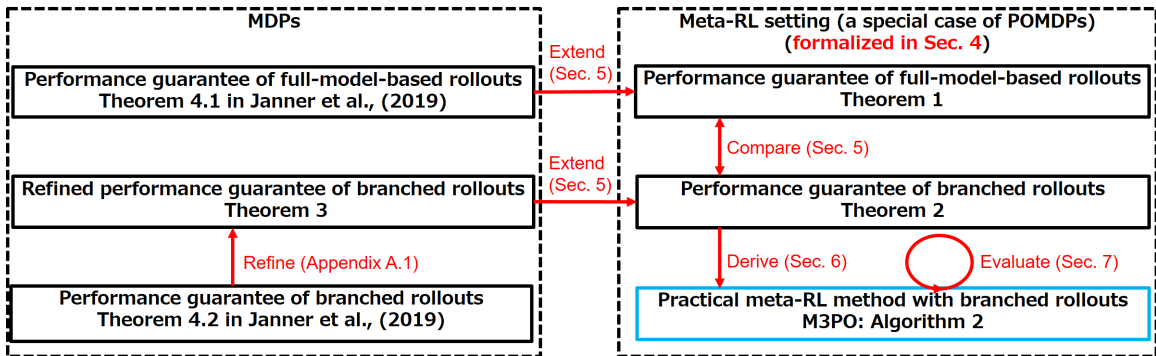 MDPs
Performance guarantee of full-model-based rollouts
Theorem 4.1 in Janner et al., (2019)
Refined performance guarantee of branched rollouts
Theorem 3
Refine (Appendix A.1)
Performance guarantee of branched rollouts
Theorem 4.2 in Janner et al., (2019)
Extend
(Sec. 5)
Extend
(Sec. 5)
Meta-RL setting (a special case of POMDPs)
(formalized in Sec. 4)
Performance guarantee of full-model-based rollouts
Theorem 1
Compare (Sec. 5)
Performance guarantee of branched rollouts
Theorem 2
Derive (Sec. 6)
Evaluate (Sec. 7)
Practical meta-RL method with branched rollouts
M3PO: Algorithm 2